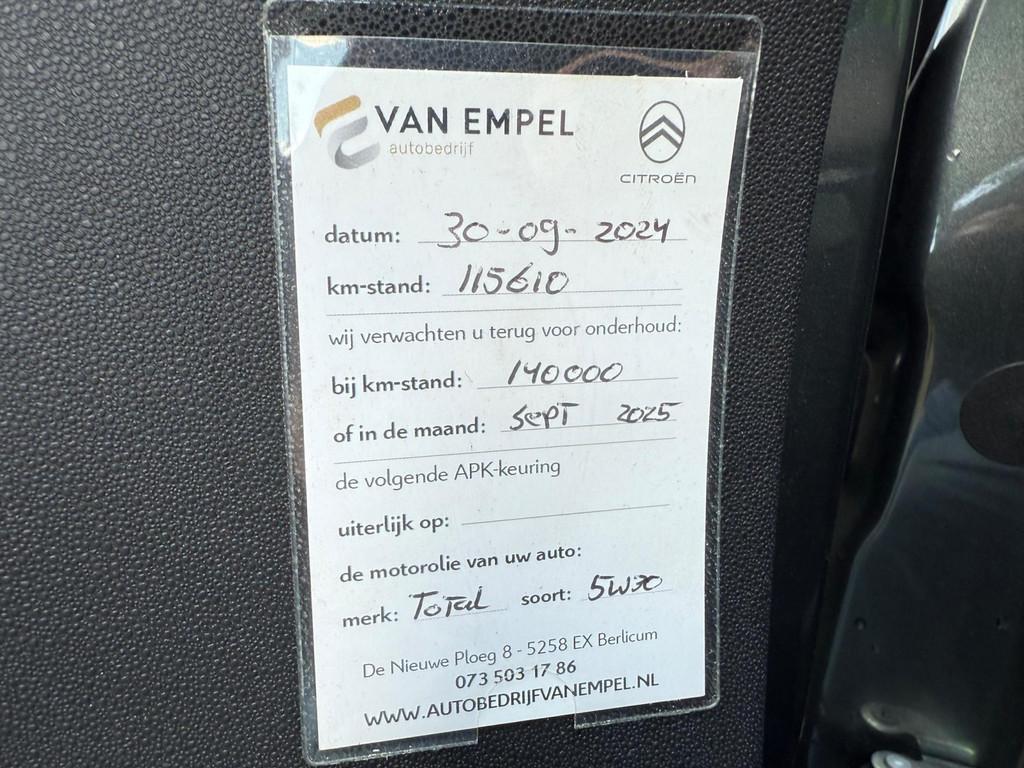 VAN EMPEL
autobedrijf
CITROËN
datum: 30-09-2024
km-stand: 115610
wij verwachten u terug voor onderhoud:
bij km-stand: 140000
of in de maand: Sept 2025
de volgende APK-keuring
uiterlijk op:
de motorolie van uw auto:
merk: Total soort: 5W30
De Nieuwe Ploeg 8 - 5258 EX Berlicum
073 503 17 86
WWW.AUTOBEDRIJFVANEMPEL.NL